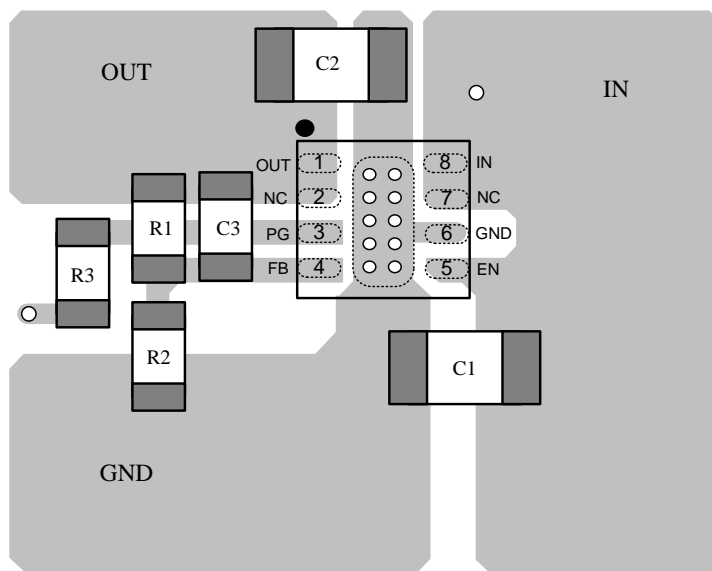 OUT
C2
IN
OUT 1 8 IN
NC 2 7 NC
R1 C3 PG 3 6 GND
R3 FB 4 5 EN
R2 C1
GND